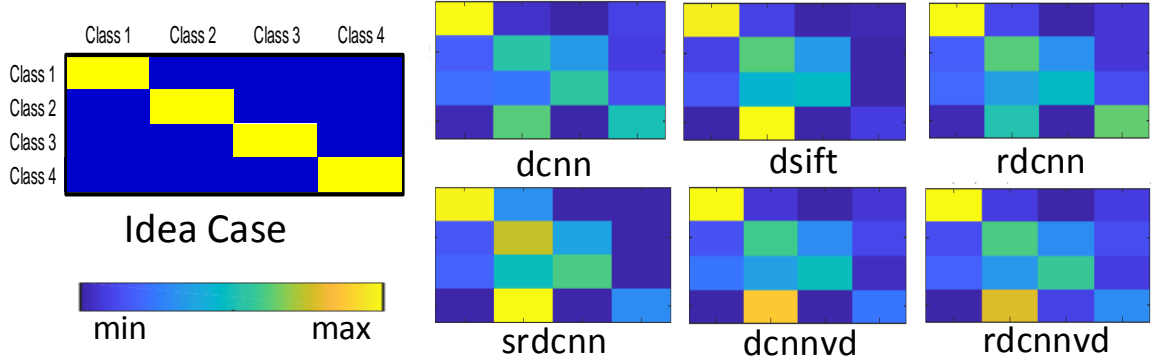 Class 1 Class 2 Class 3 Class 4
Class 1
Class 2
Class 3
Class 4
Idea Case
min max
dcnn dsift rdcnn
srdcnn dcnnvd rdcnnvd